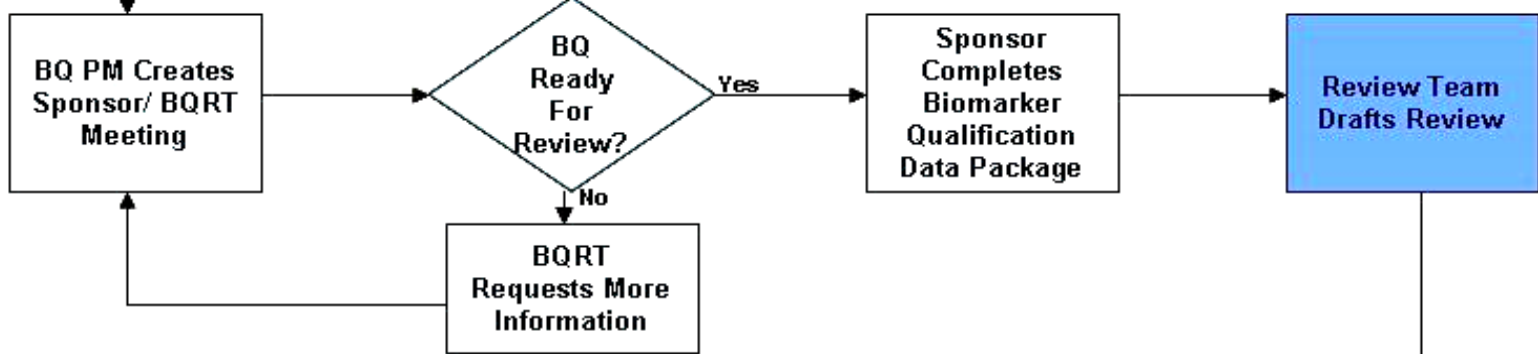 BQ PM Creates
Sponsor/ BQRT
Meeting
BQ
Ready
For
Review?
Yes
No
Sponsor
Completes
Biomarker
Qualification
Data Package
Review Team
Drafts Review
BQRT
Requests More
Information